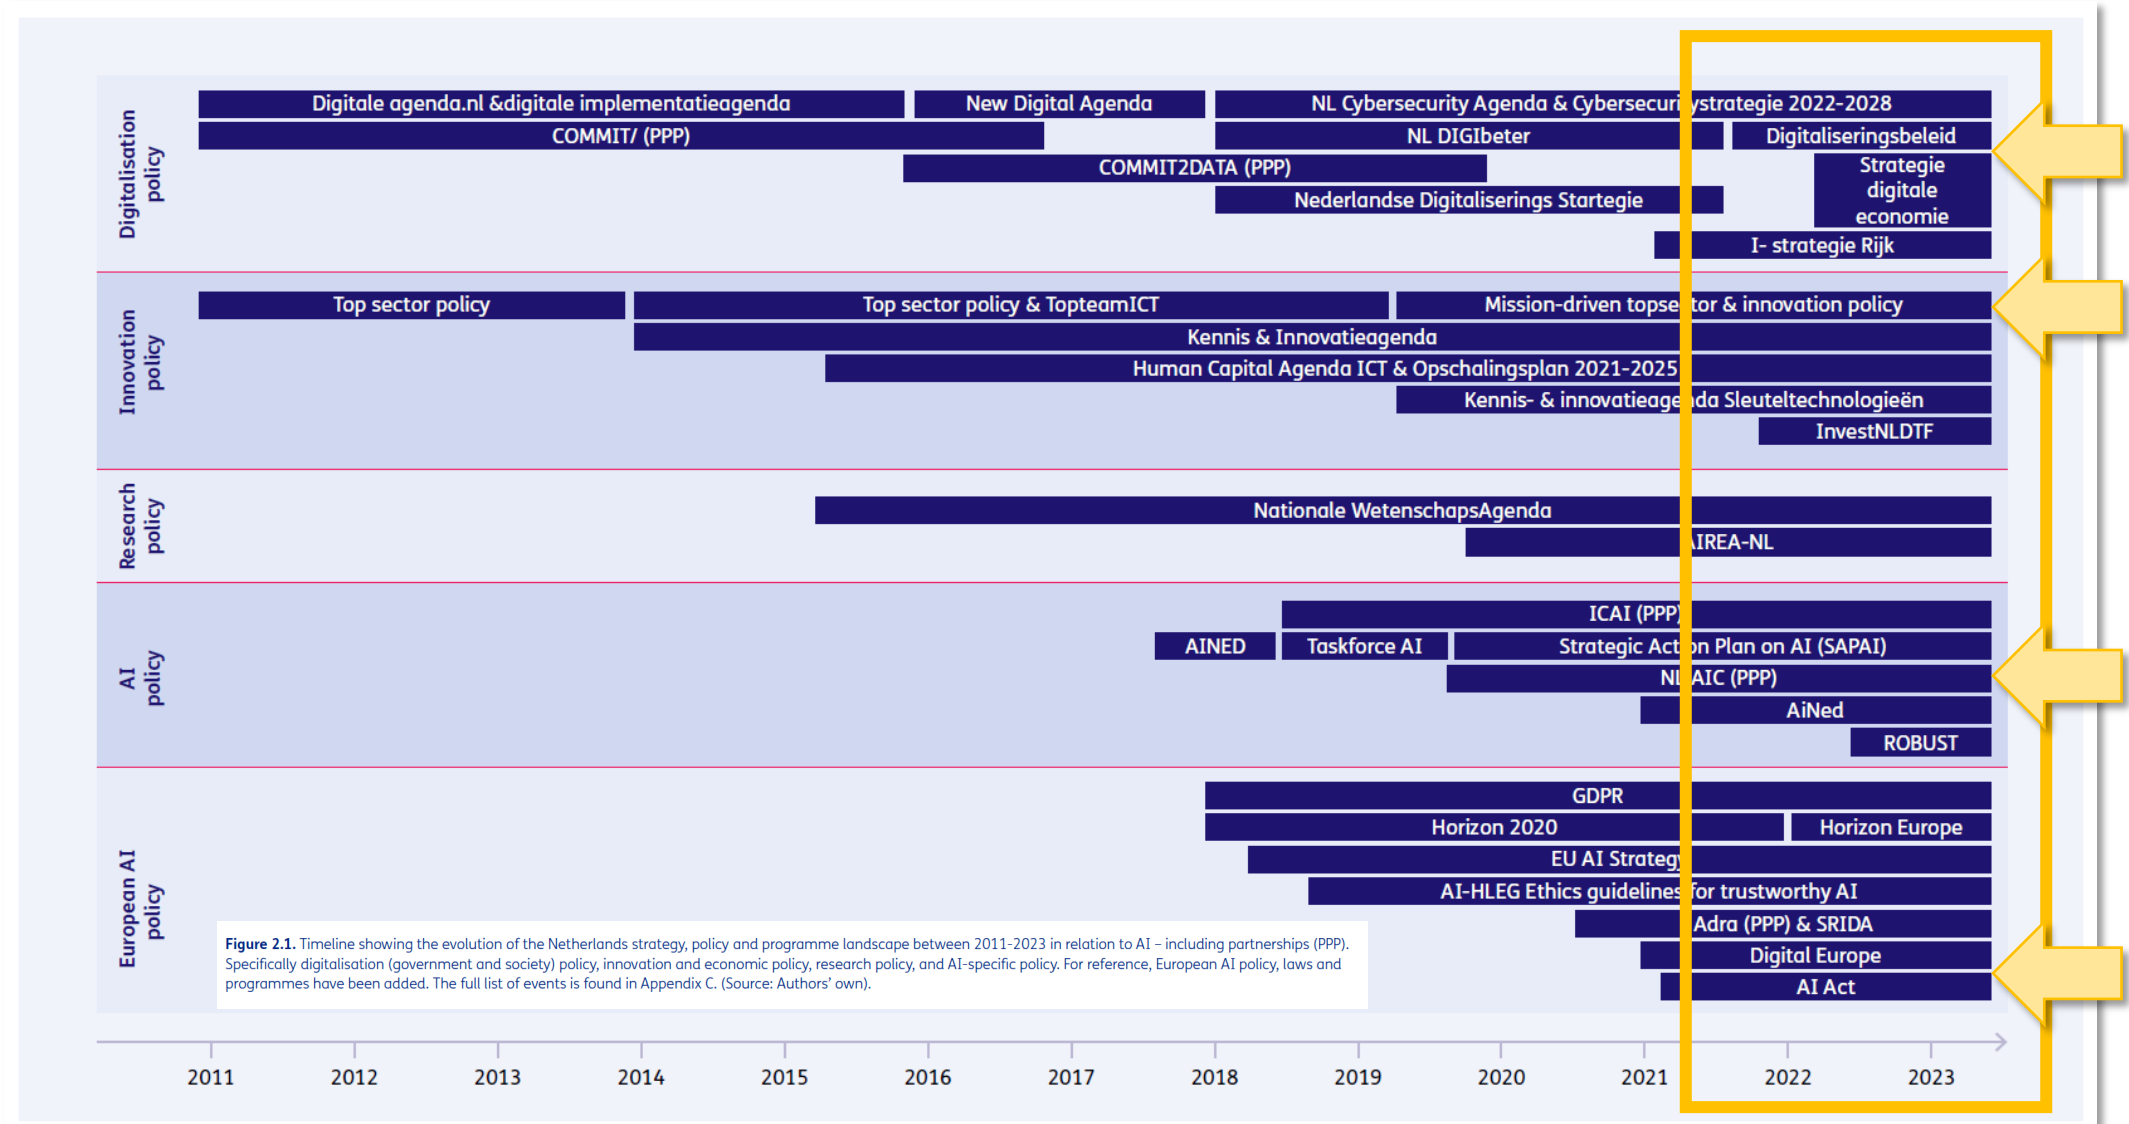 Digitalisation
policy
Digitale agenda.nl &digitale implementatieagenda
New Digital Agenda
NL Cybersecurity Agenda & Cybersecuritystrategie 2022-2028
COMMIT/ (PPP)
NL DIGIbeter
Digitaliseringsbeleid
COMMIT2DATA (PPP)
Strategie
digitale
economie
Nederlandse Digitaliserings Startegie
I- strategie Rijk
Innovation
policy
Top sector policy
Top sector policy & TopteamICT
Mission-driven topsector & innovation policy
Kennis & Innovatieagenda
Human Capital Agenda ICT & Opschalingsplan 2021-2025
Kennis- & innovatieagenda Sleuteltechnologieën
InvestNLDTF
Research
policy
Nationale WetenschapsAgenda
AIREA-NL
AI
policy
ICAI (PPP)
AINED
Taskforce AI
Strategic Action Plan on AI (SAPAI)
NL AIC (PPP)
AiNed
ROBUST
European AI
policy
GDPR
Horizon 2020
Horizon Europe
EU AI Strategy
AI-HLEG Ethics guidelines for trustworthy AI
Adra (PPP) & SRIDA
Digital Europe
AI Act
Figure 2.1. Timeline showing the evolution of the Netherlands strategy, policy and programme landscape between 2011-2023 in relation to AI – including partnerships (PPP).
Specifically digitalisation (government and society) policy, innovation and economic policy, research policy, and AI-specific policy. For reference, European AI policy, laws and
programmes have been added. The full list of events is found in Appendix C. (Source: Authors' own).
2011 2012 2013 2014 2015 2016 2017 2018 2019 2020 2021 2022 2023